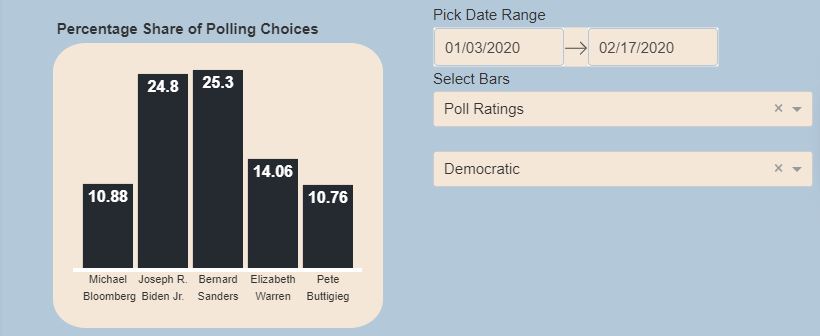 Percentage Share of Polling Choices
24.8
25.3
14.06
10.88
10.76
Michael Joseph R. Bernard Elizabeth Pete
Bloomberg Biden Jr. Sanders Warren Buttigieg
Pick Date Range
01/03/2020 → 02/17/2020
Select Bars
Poll Ratings
Democratic